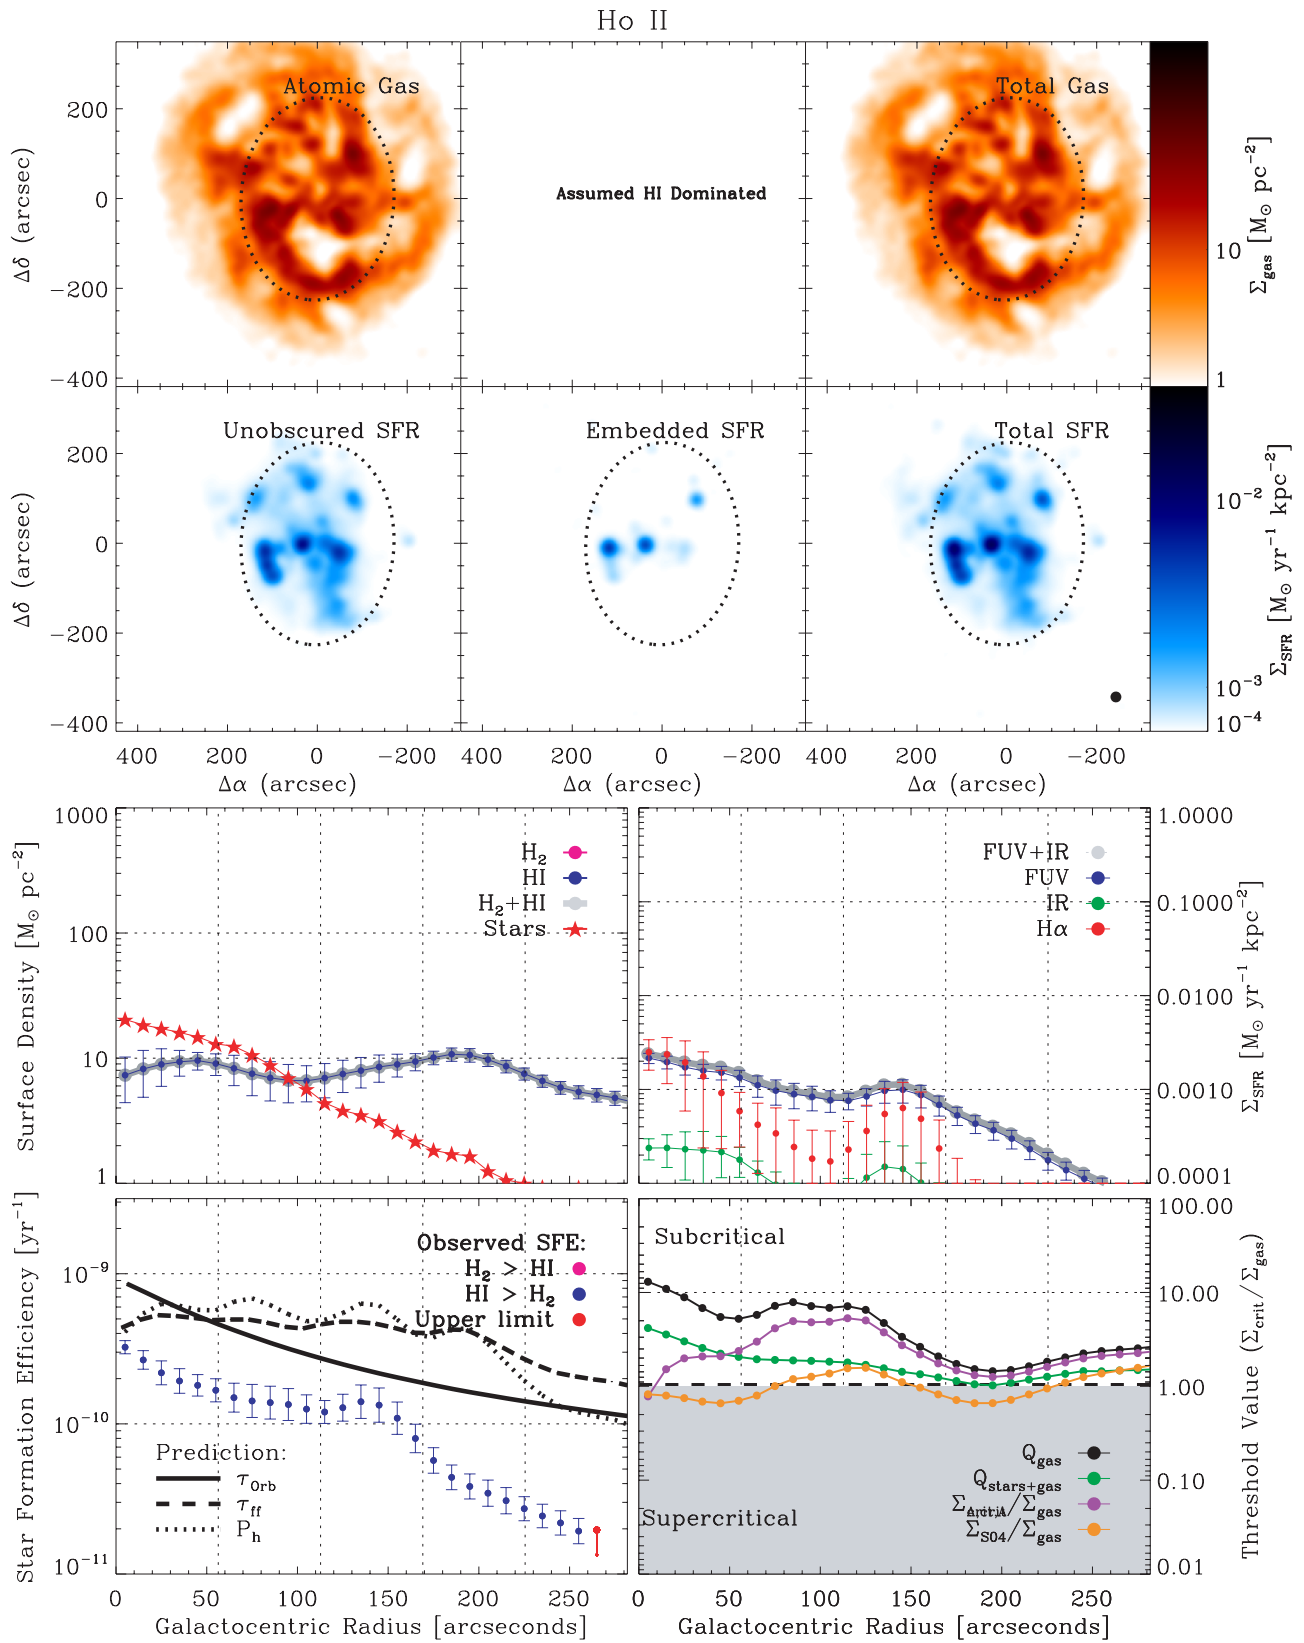 Ho II
Atomic Gas
Assumed HI Dominated
Total Gas
200
0
−200
−400
Δδ (arcsec)
10
1
Σgas [M⊙ pc−2]
Unobscured SFR
Embedded SFR
Total SFR
200
0
−200
−400
Δδ (arcsec)
10−2
10−3
10−4
ΣSFR [M⊙ yr−1 kpc−2]
400 200 0 −200
400 200 0 −200
400 200 0 −200
Δα (arcsec)
Δα (arcsec)
Δα (arcsec)
1000
100
10
1
Surface Density [M⊙ pc−2]
H2
HI
H2+HI
Stars
FUV+IR
FUV
IR
Hα
1.0000
0.1000
0.0100
0.0010
0.0001
ΣSFR [M⊙ yr−1 kpc−2]
10−9
10−10
10−11
Star Formation Efficiency [yr−1]
Observed SFE:
H2 > HI
HI > H2
Upper limit
Prediction:
τOrb
τff
Ph
0 50 100 150 200 250
Galactocentric Radius [arcseconds]
Subcritical
Supercritical
Qgas
Qstars+gas
/Σgas
ΣS04/Σgas
100.00
10.00
1.00
0.10
0.01
Threshold Value (Σcrit/Σgas)
0 50 100 150 200 250
Galactocentric Radius [arcseconds]